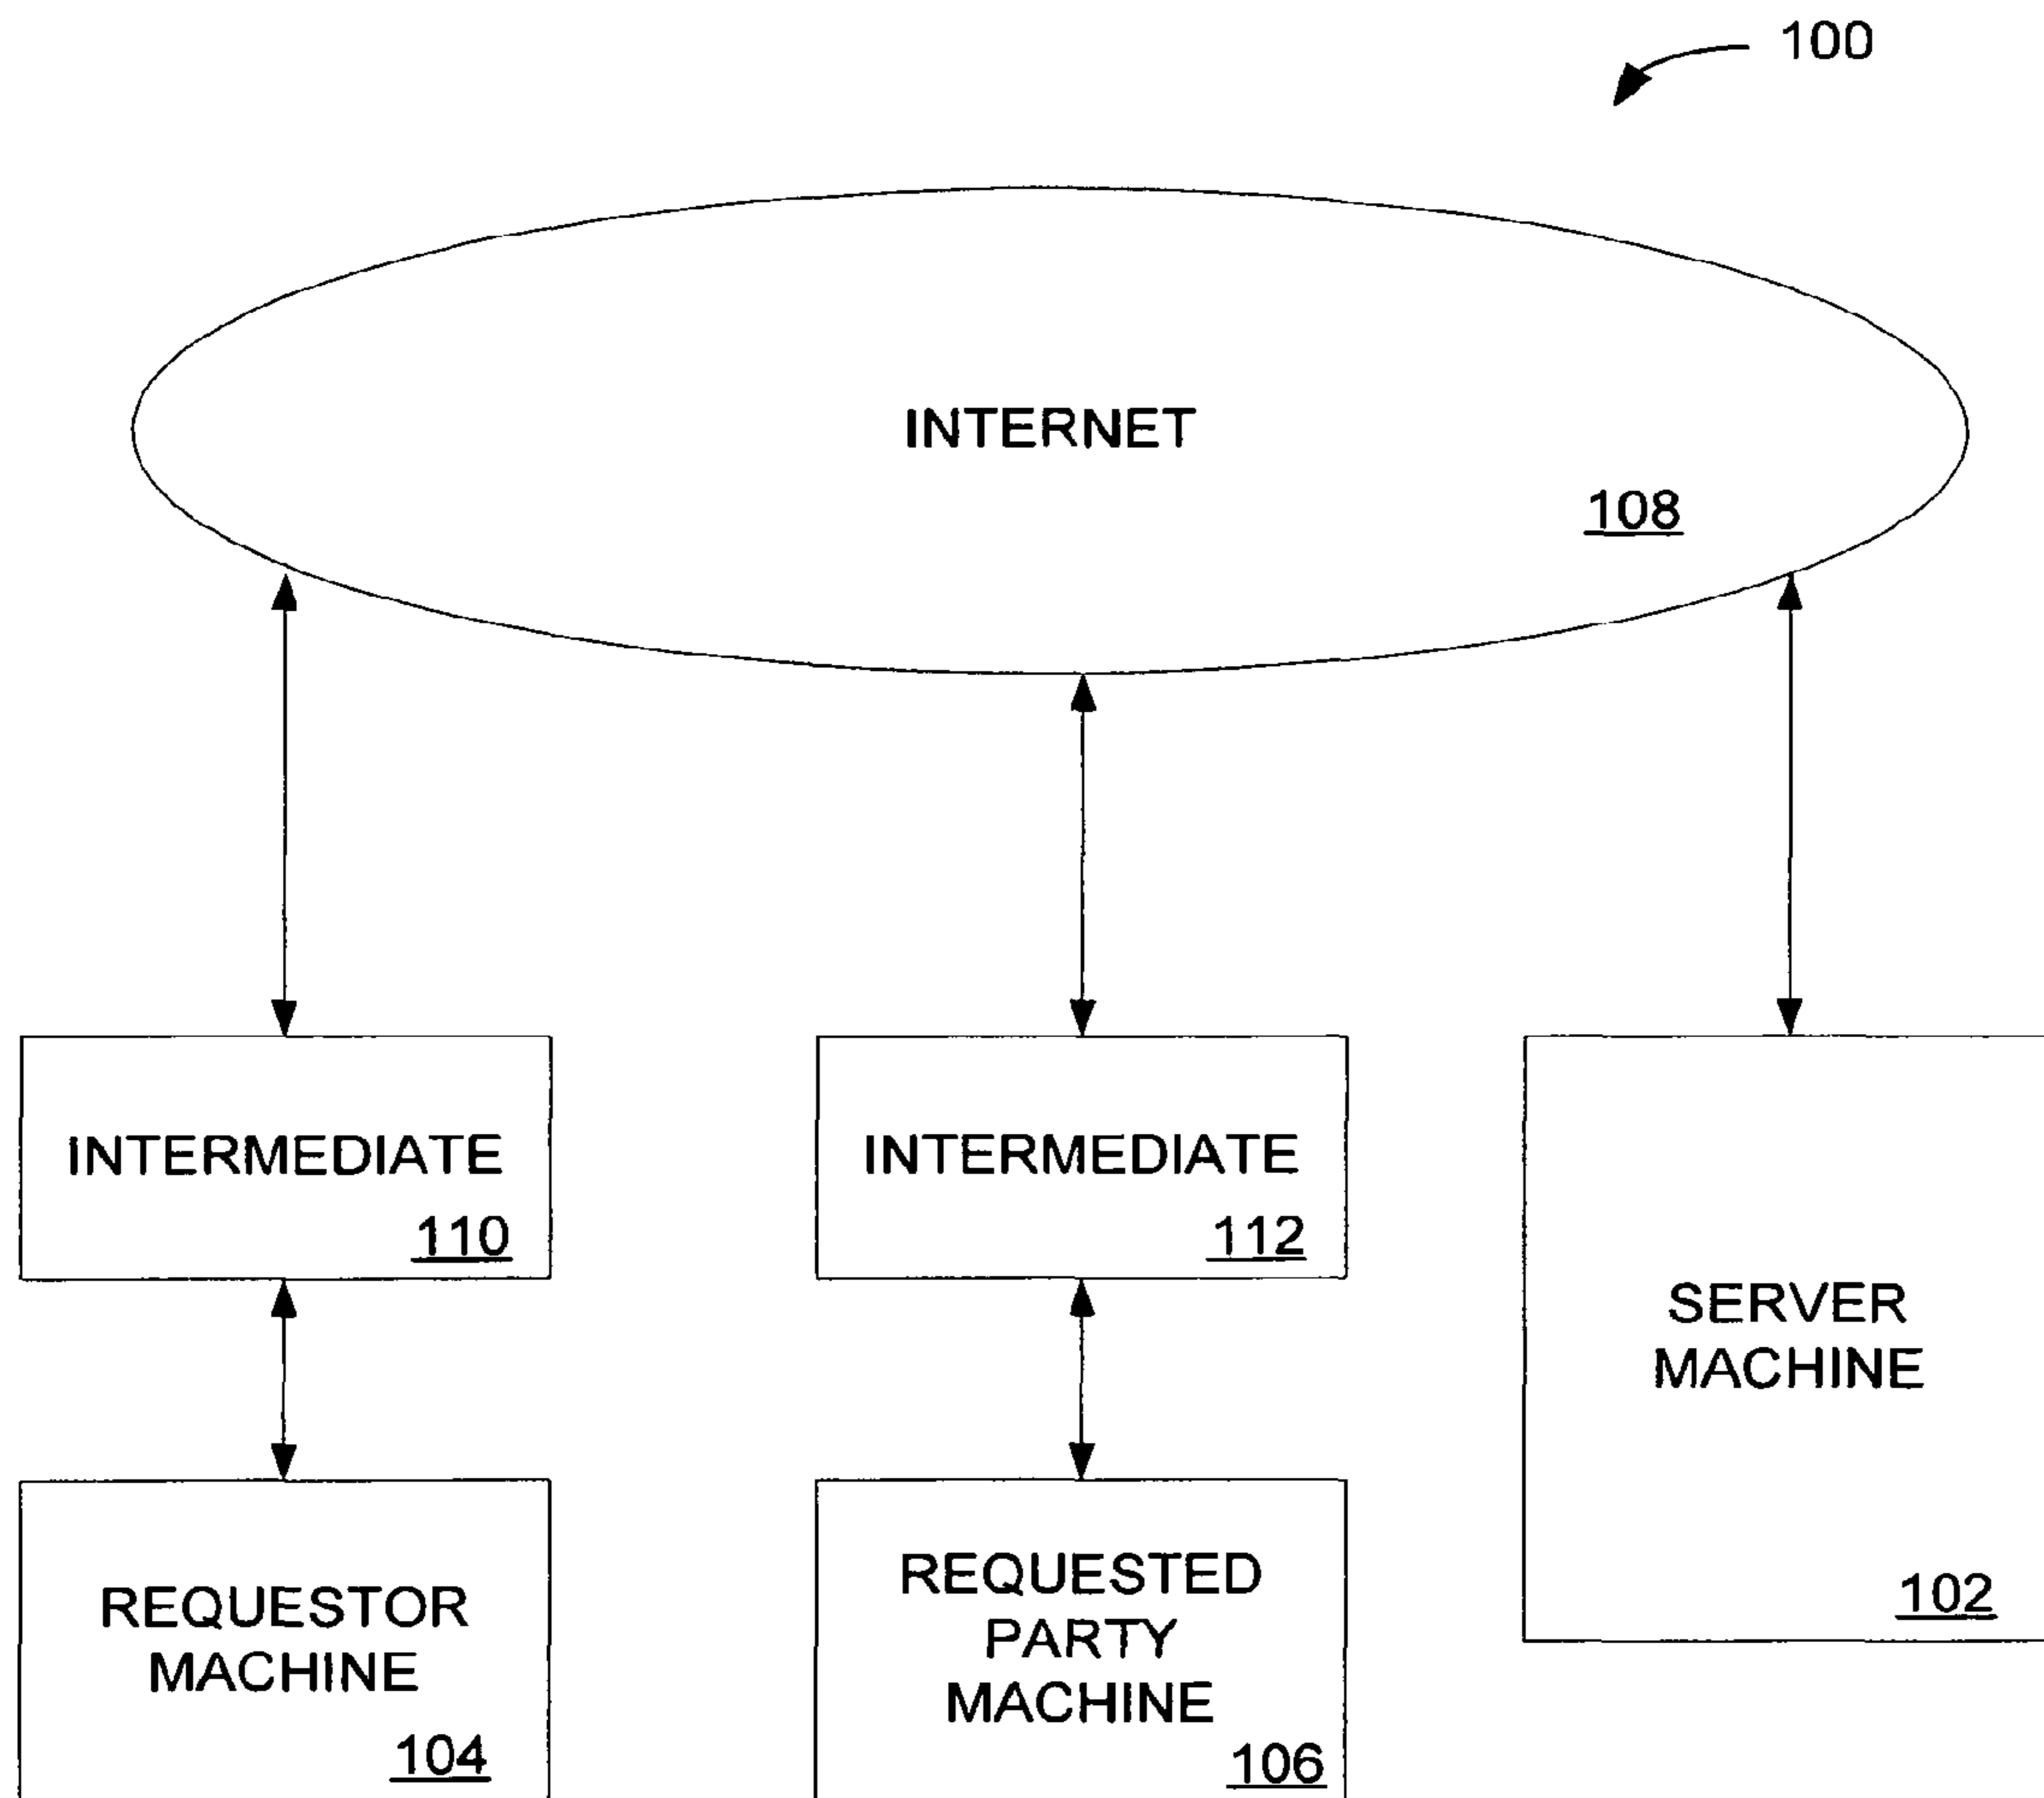 100
INTERNET
108
INTERMEDIATE
110
INTERMEDIATE
112
SERVER
MACHINE
102
REQUESTOR
MACHINE
104
REQUESTED
PARTY
MACHINE
106